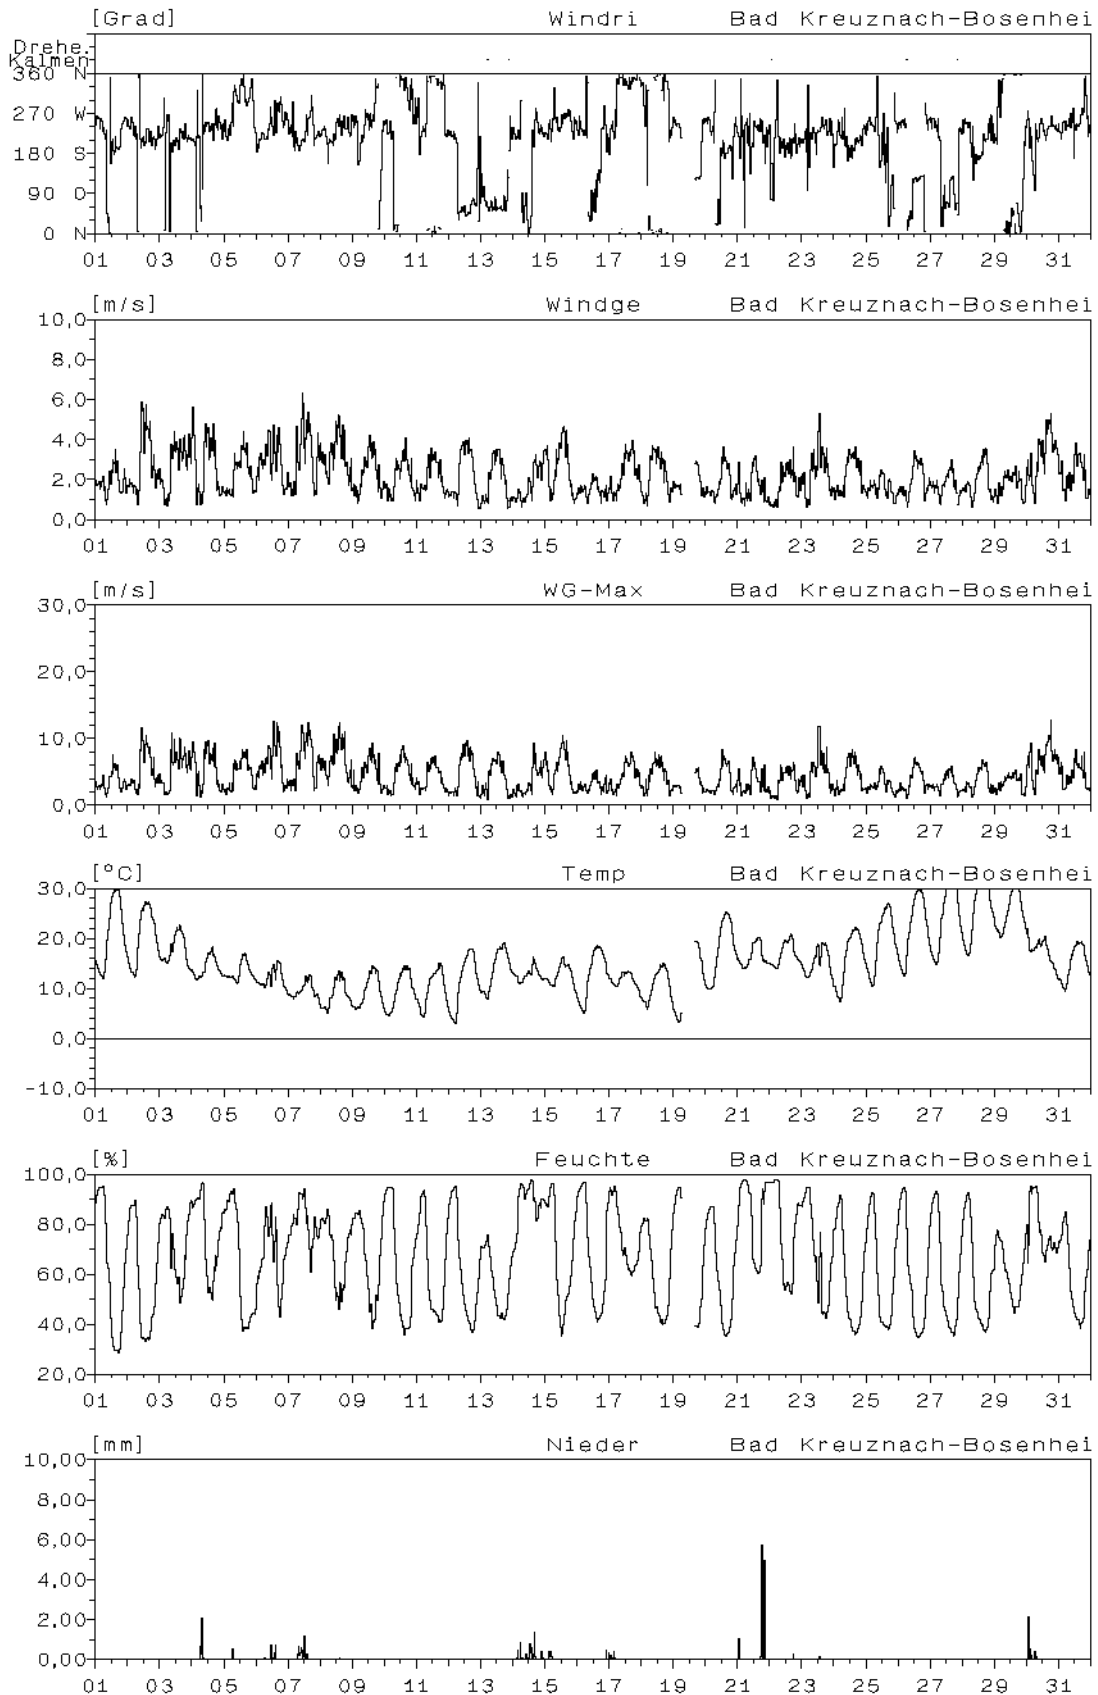 [Grad] Windri Bad Kreuznach-Bosenhei
Drehe.
Kalmen
360 N
270 W
180 S
90 O
0 N
01 03 05 07 09 11 13 15 17 19 21 23 25 27 29 31
[m/s] Windge Bad Kreuznach-Bosenhei
10,0
8,0
6,0
4,0
2,0
0,0
01 03 05 07 09 11 13 15 17 19 21 23 25 27 29 31
[m/s] WG-Max Bad Kreuznach-Bosenhei
30,0
20,0
10,0
0,0
01 03 05 07 09 11 13 15 17 19 21 23 25 27 29 31
[°C] Temp Bad Kreuznach-Bosenhei
30,0
20,0
10,0
0,0
-10,0
01 03 05 07 09 11 13 15 17 19 21 23 25 27 29 31
[%] Feuchte Bad Kreuznach-Bosenhei
100,0
80,0
60,0
40,0
20,0
01 03 05 07 09 11 13 15 17 19 21 23 25 27 29 31
[mm] Nieder Bad Kreuznach-Bosenhei
10,00
8,00
6,00
4,00
2,00
0,00
01 03 05 07 09 11 13 15 17 19 21 23 25 27 29 31